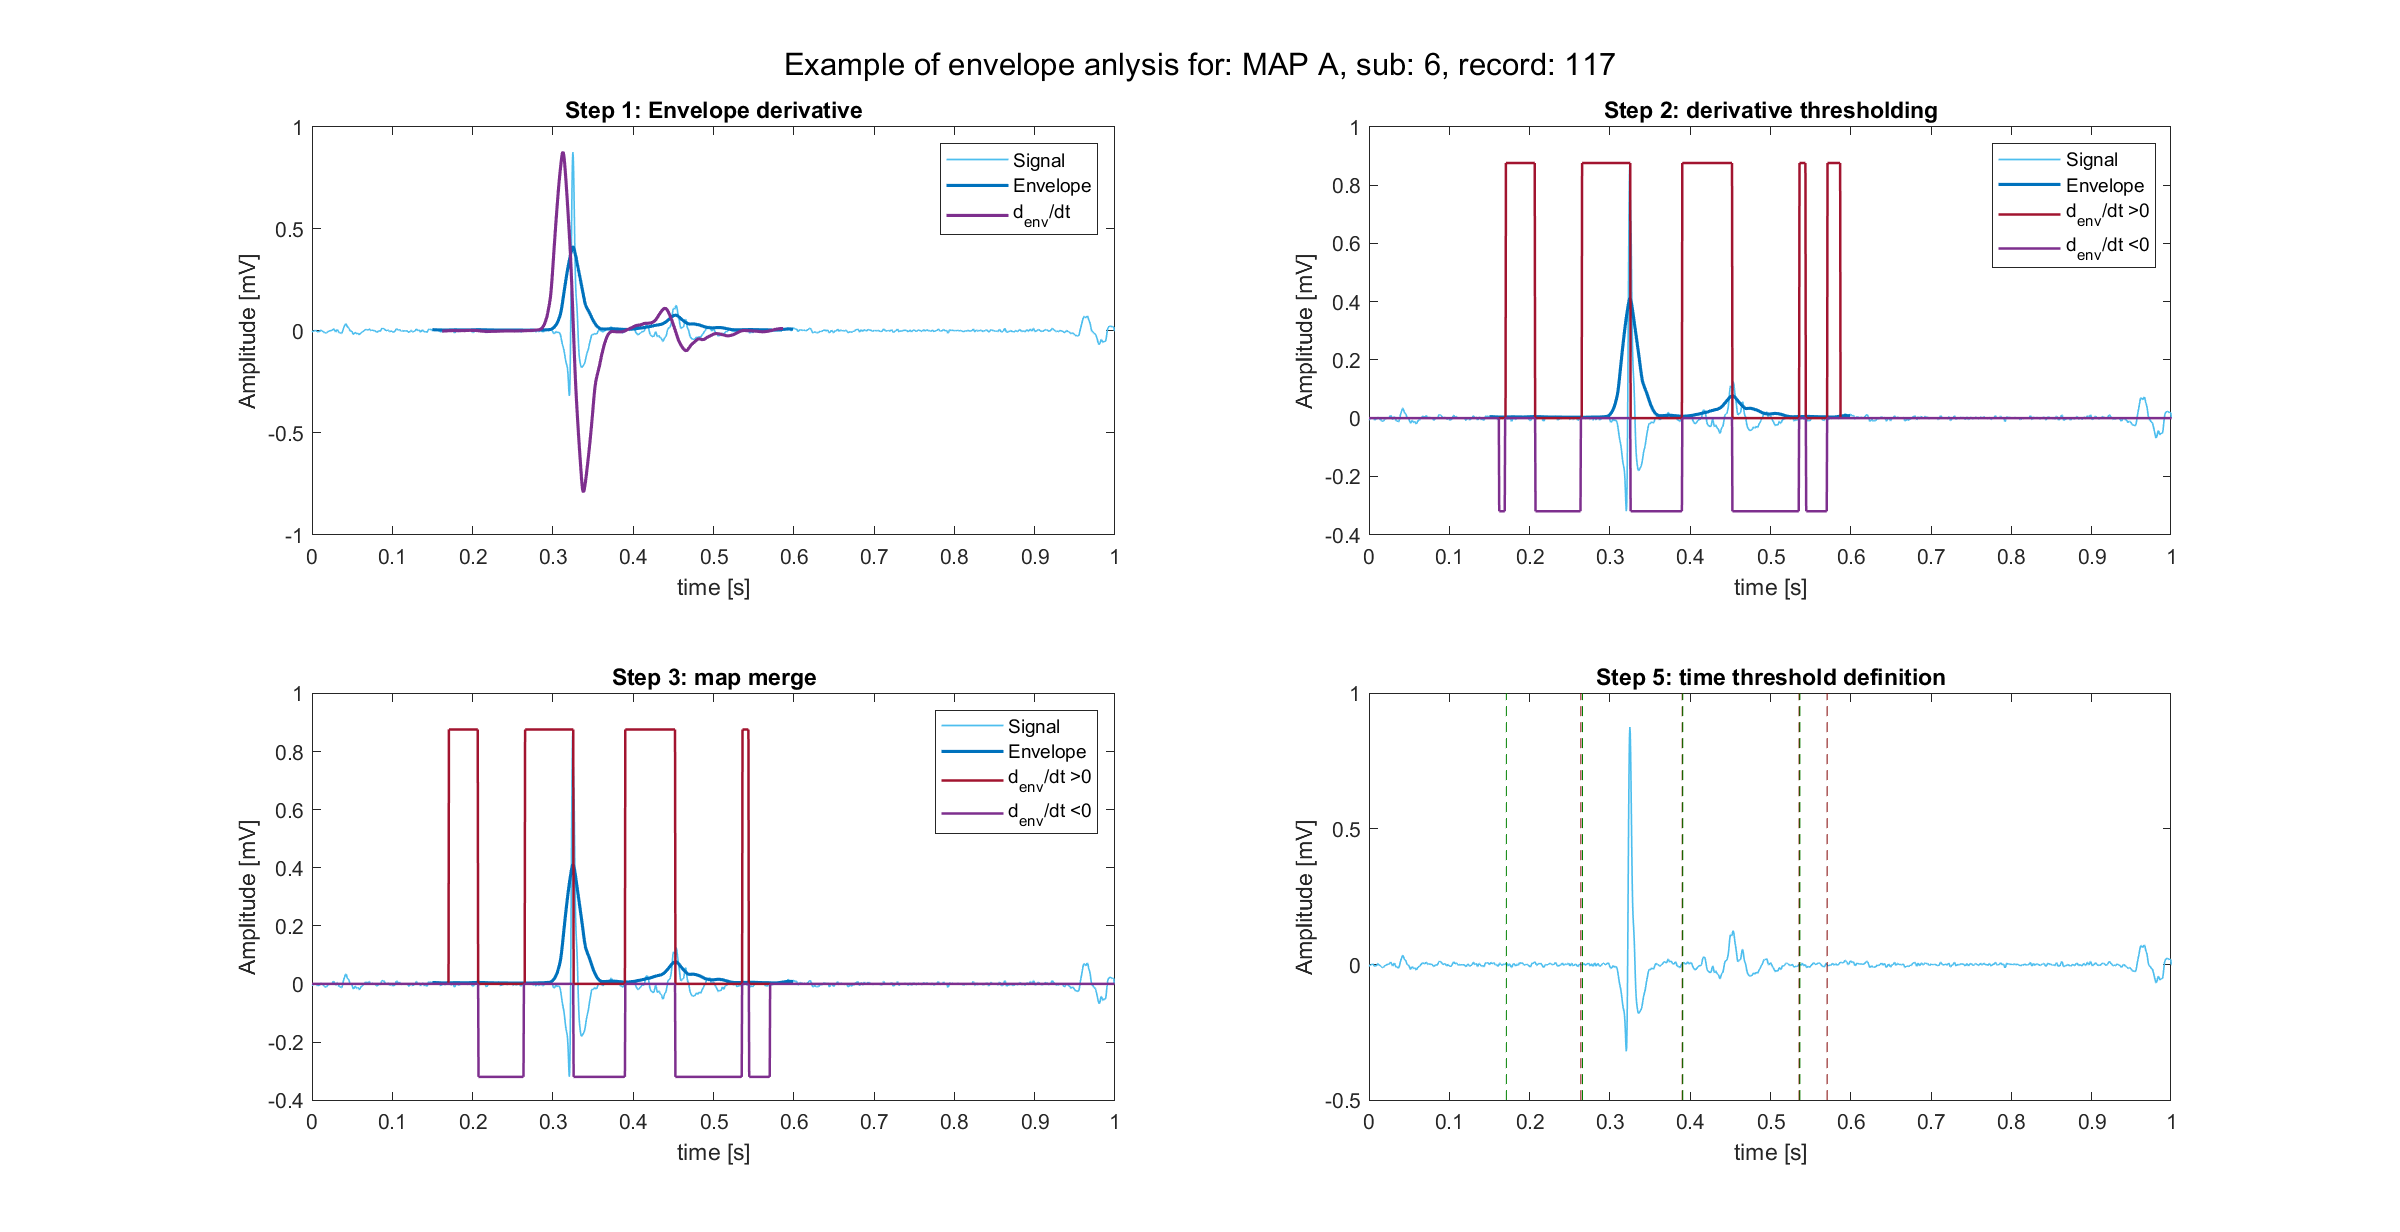 Example of envelope anlysis for: MAP A, sub: 6, record: 117
Step 1: Envelope derivative
Signal
Envelope
d_env/dt
1
0.5
0
-0.5
-1
Amplitude [mV]
0 0.1 0.2 0.3 0.4 0.5 0.6 0.7 0.8 0.9 1
time [s]
Step 2: derivative thresholding
Signal
Envelope
d_env/dt >0
d_env/dt <0
1
0.8
0.6
0.4
0.2
0
-0.2
-0.4
Amplitude [mV]
0 0.1 0.2 0.3 0.4 0.5 0.6 0.7 0.8 0.9 1
time [s]
Step 3: map merge
Signal
Envelope
d_env/dt >0
d_env/dt <0
1
0.8
0.6
0.4
0.2
0
-0.2
-0.4
Amplitude [mV]
0 0.1 0.2 0.3 0.4 0.5 0.6 0.7 0.8 0.9 1
time [s]
Step 5: time threshold definition
1
0.5
0
-0.5
Amplitude [mV]
0 0.1 0.2 0.3 0.4 0.5 0.6 0.7 0.8 0.9 1
time [s]